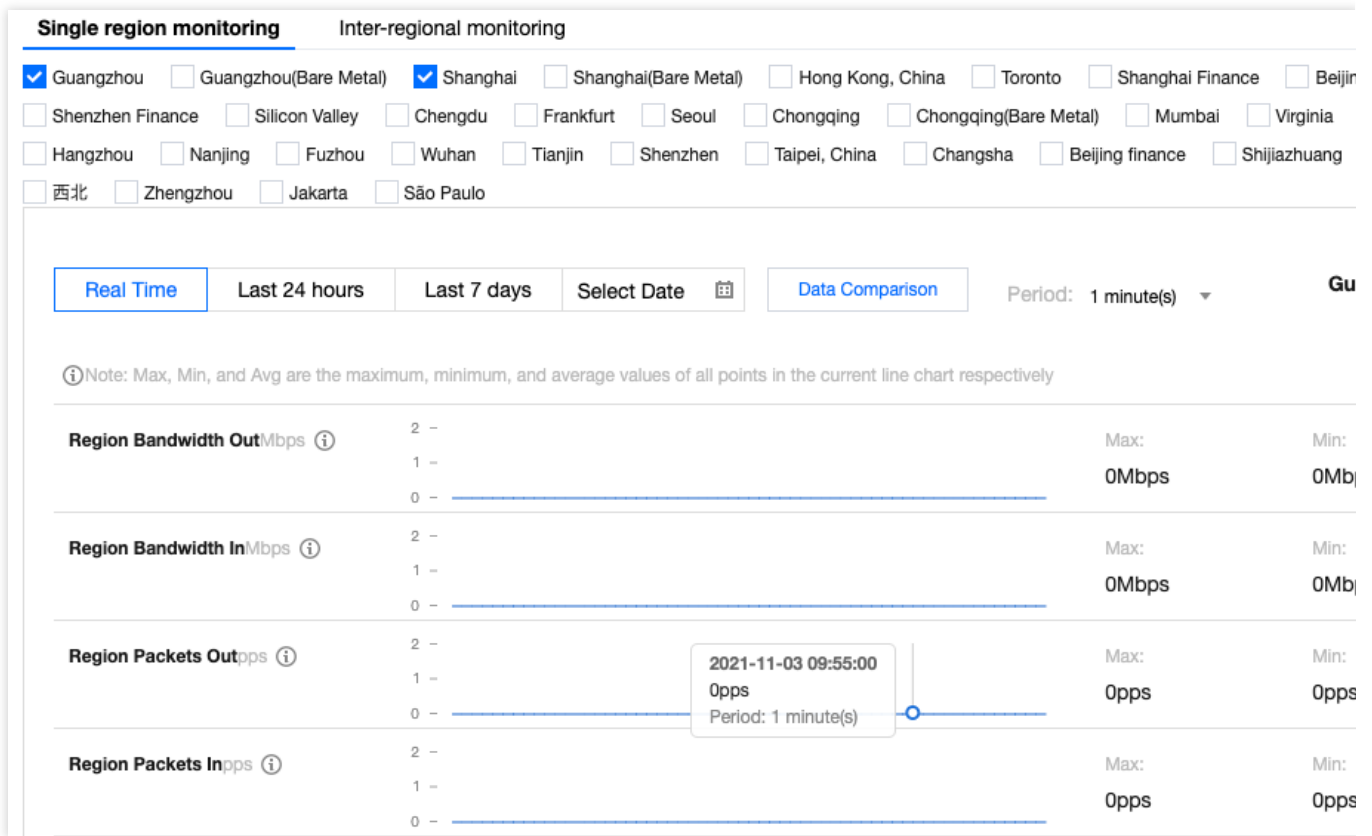 Single region monitoring Inter-regional monitoring
Guangzhou Guangzhou(Bare Metal) Shanghai Shanghai(Bare Metal) Hong Kong, China Toronto Shanghai Finance Beijin
Shenzhen Finance Silicon Valley Chengdu Frankfurt Seoul Chongqing Chongqing(Bare Metal) Mumbai Virginia
Hangzhou Nanjing Fuzhou Wuhan Tianjin Shenzhen Taipei, China Changsha Beijing finance Shijiazhuang
西北 Zhengzhou Jakarta São Paulo
Real Time Last 24 hours Last 7 days Select Date Data Comparison Period: 1 minute(s) Gu
Note: Max, Min, and Avg are the maximum, minimum, and average values of all points in the current line chart respectively
Region Bandwidth OutMbps 2 Max: Min:
1
0Mbps 0Mb
0
Region Bandwidth InMbps 2 Max: Min:
1
0Mbps 0Mb
0
Region Packets Outpps 2 Max: Min:
1
0pps 0pps
0
2021-11-03 09:55:00
0pps
Period: 1 minute(s)
Region Packets Inpps 2 Max: Min:
1
0pps 0pps
0